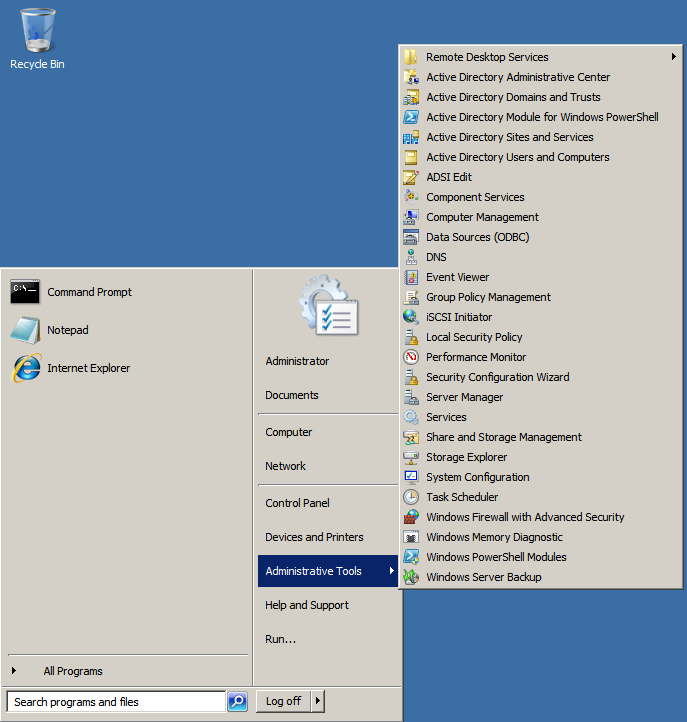 Recycle Bin
Remote Desktop Services
Active Directory Administrative Center
Active Directory Domains and Trusts
Active Directory Module for Windows PowerShell
Active Directory Sites and Services
Active Directory Users and Computers
ADSI Edit
Component Services
Computer Management
Data Sources (ODBC)
DNS
Event Viewer
Group Policy Management
iSCSI Initiator
Local Security Policy
Performance Monitor
Security Configuration Wizard
Server Manager
Services
Share and Storage Management
Storage Explorer
System Configuration
Task Scheduler
Windows Firewall with Advanced Security
Windows Memory Diagnostic
Windows PowerShell Modules
Windows Server Backup
C:\_
Command Prompt
Notepad
Internet Explorer
Administrator
Documents
Computer
Network
Control Panel
Devices and Printers
Administrative Tools
Help and Support
Run...
All Programs
Search programs and files
Log off